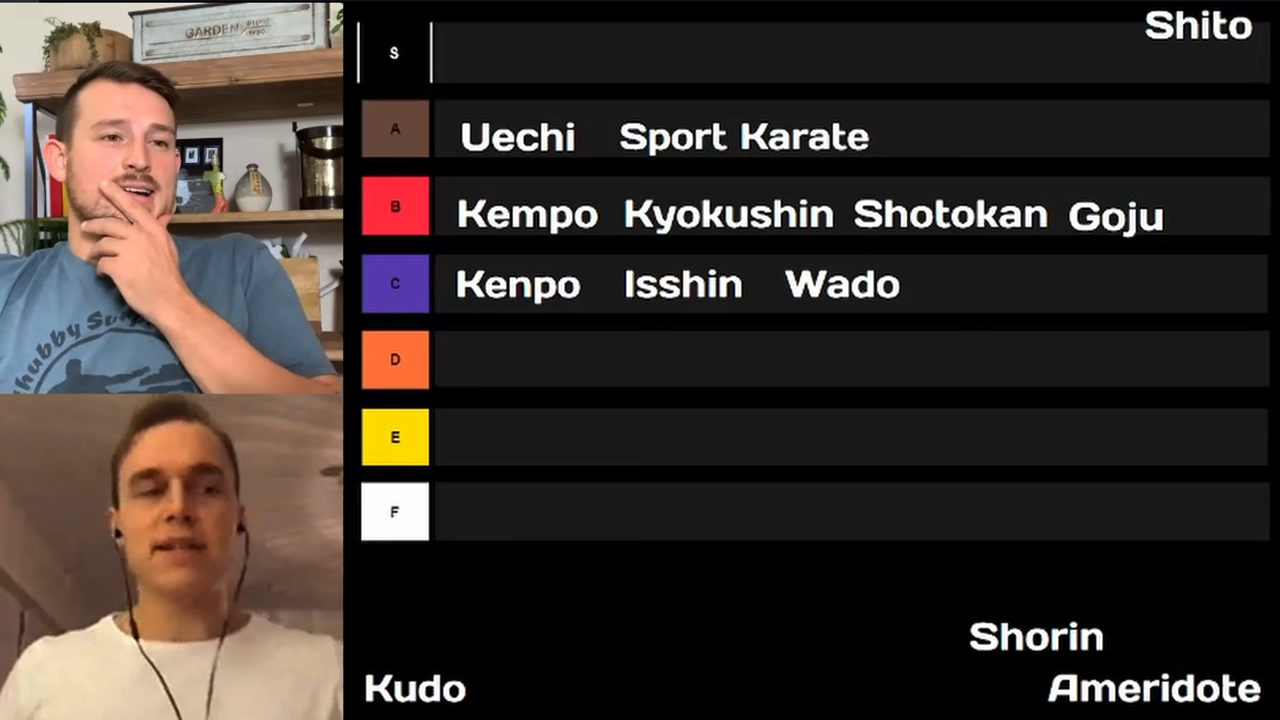 GARDEN
Shito
S
A Uechi Sport Karate
B Kempo Kyokushin Shotokan Goju
C Kenpo Isshin Wado
D
E
F
Shorin
Kudo Ameridote